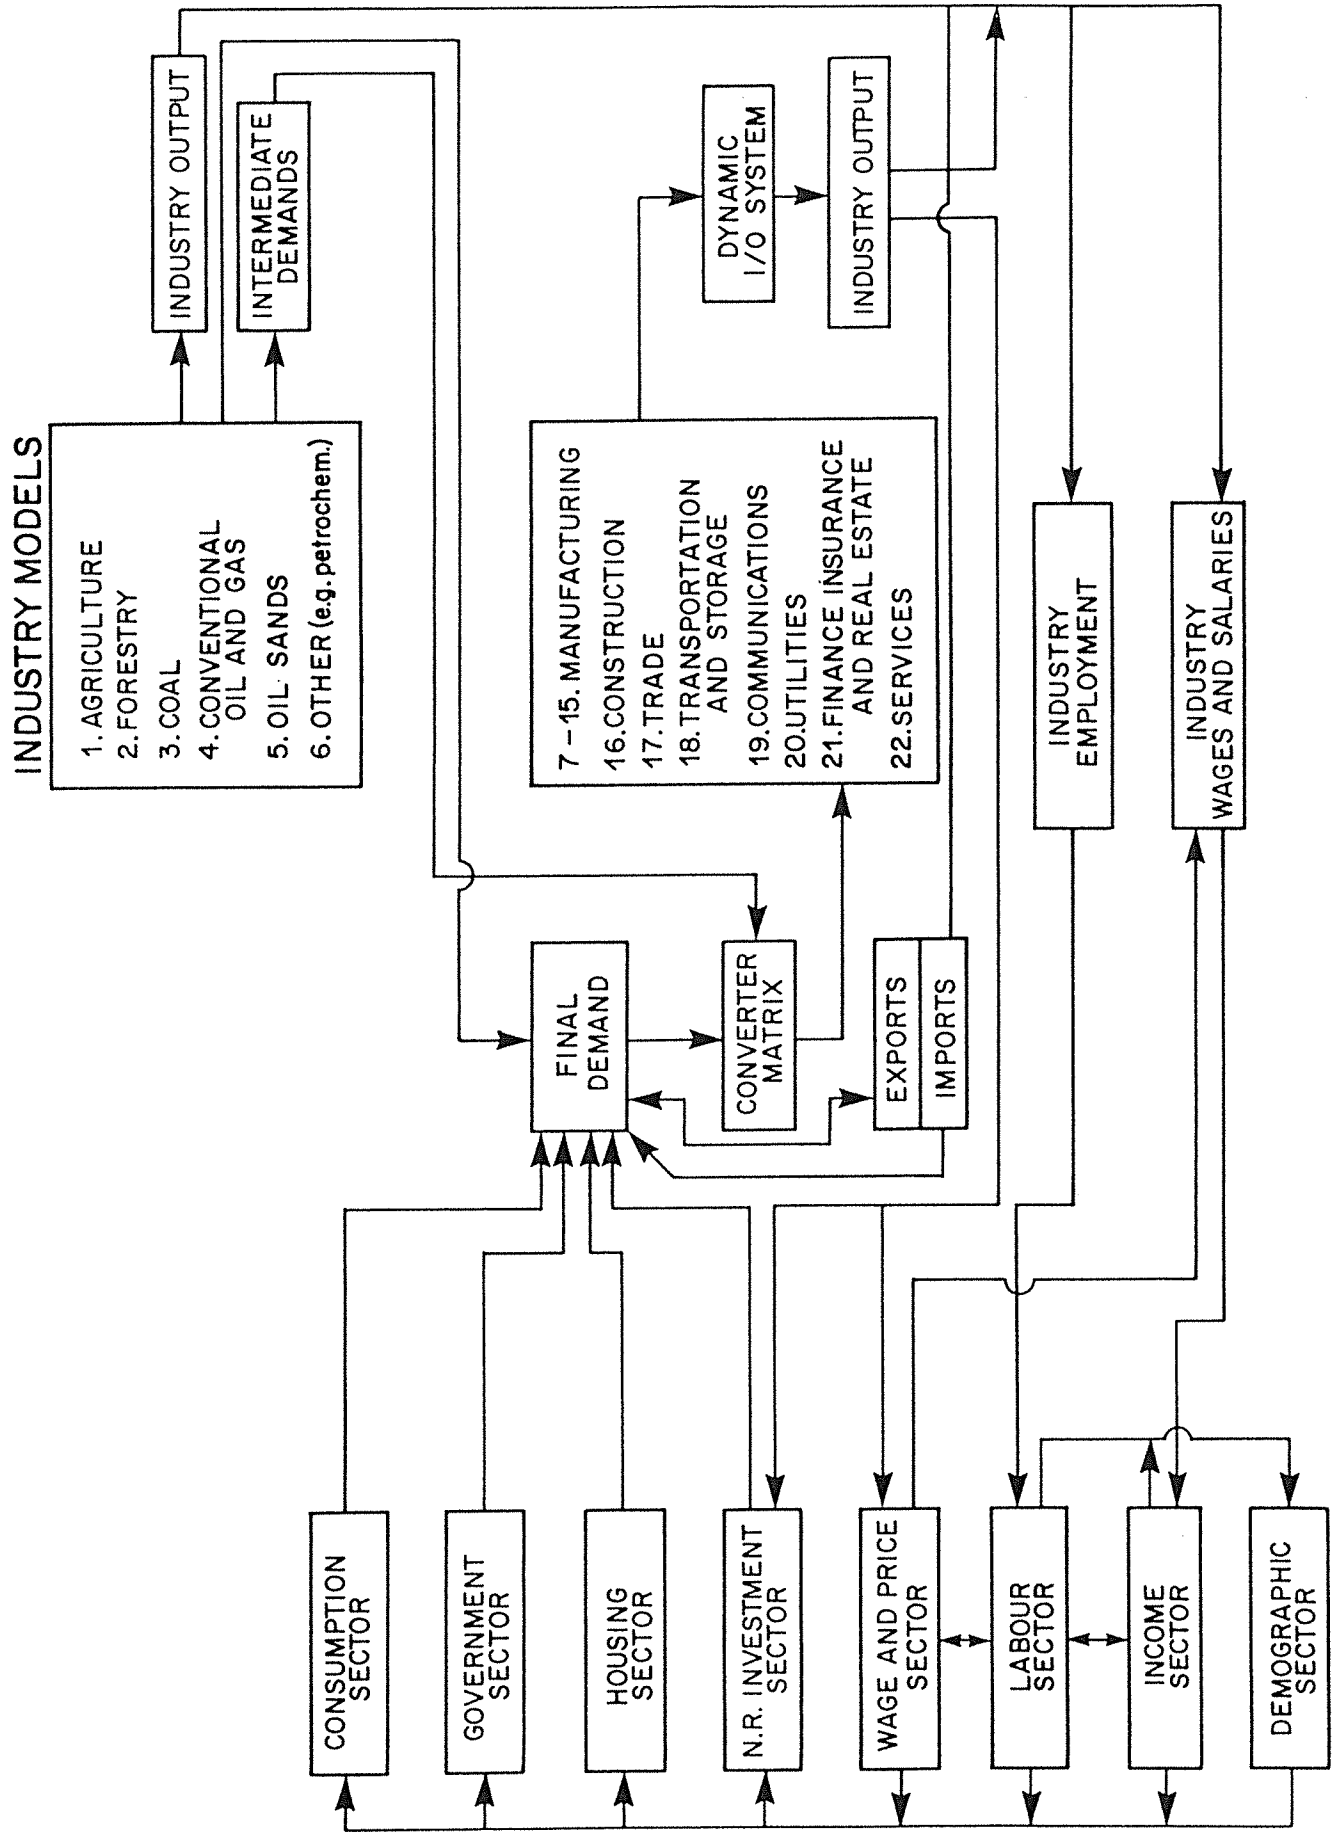 INDUSTRY MODELS
1. AGRICULTURE
2. FORESTRY
3. COAL
4. CONVENTIONAL
OIL AND GAS
5. OIL SANDS
6. OTHER (e.g. petrochem.)
INDUSTRY OUTPUT
INTERMEDIATE
DEMANDS
CONSUMPTION
SECTOR
GOVERNMENT
SECTOR
HOUSING
SECTOR
N.R. INVESTMENT
SECTOR
WAGE AND PRICE
SECTOR
LABOUR
SECTOR
INCOME
SECTOR
DEMOGRAPHIC
SECTOR
FINAL
DEMAND
CONVERTER
MATRIX
EXPORTS
IMPORTS
7-15. MANUFACTURING
16. CONSTRUCTION
17. TRADE
18. TRANSPORTATION
AND STORAGE
19. COMMUNICATIONS
20. UTILITIES
21. FINANCE INSURANCE
AND REAL ESTATE
22. SERVICES
DYNAMIC
I/O SYSTEM
INDUSTRY OUTPUT
INDUSTRY
EMPLOYMENT
INDUSTRY
WAGES AND SALARIES